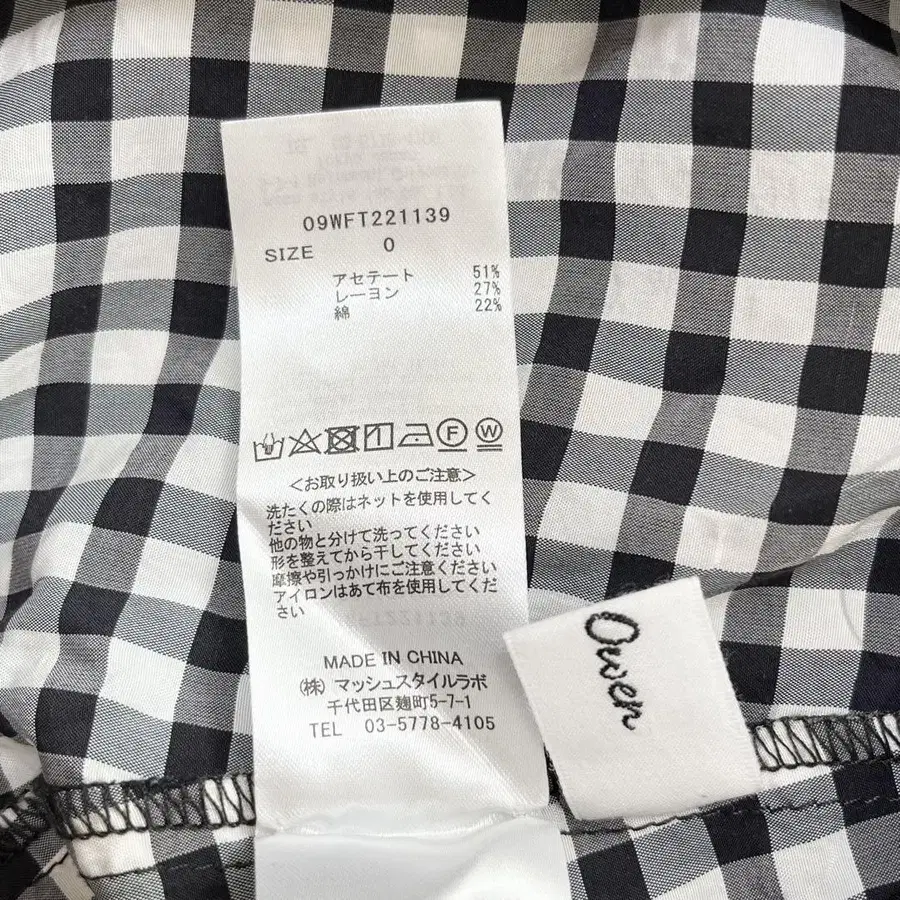 09WFT221139
SIZE 0
アセテート 51%
レーヨン 27%
綿 22%
F W
<お取り扱い上のご注意>
洗たくの際はネットを使用してく
ださい
他の物と分けて洗ってください
形を整えてから干してください
摩擦や引っかけにご注意ください
アイロンはあて布を使用してくだ
さい
MADE IN CHINA
(株) マッシュスタイルラボ
千代田区麹町5-7-1
TEL 03-5778-4105
Owen